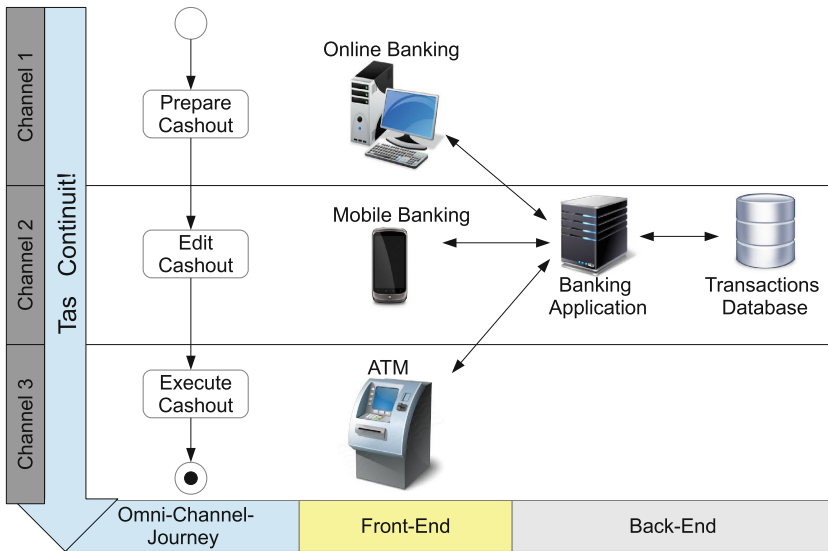 Channel 1
Channel 2
Channel 3
Tas Continuit!
Prepare
Cashout
Edit
Cashout
Execute
Cashout
Online Banking
Mobile Banking
ATM
Banking
Application
Transactions
Database
Omni-Channel-
Journey
Front-End
Back-End